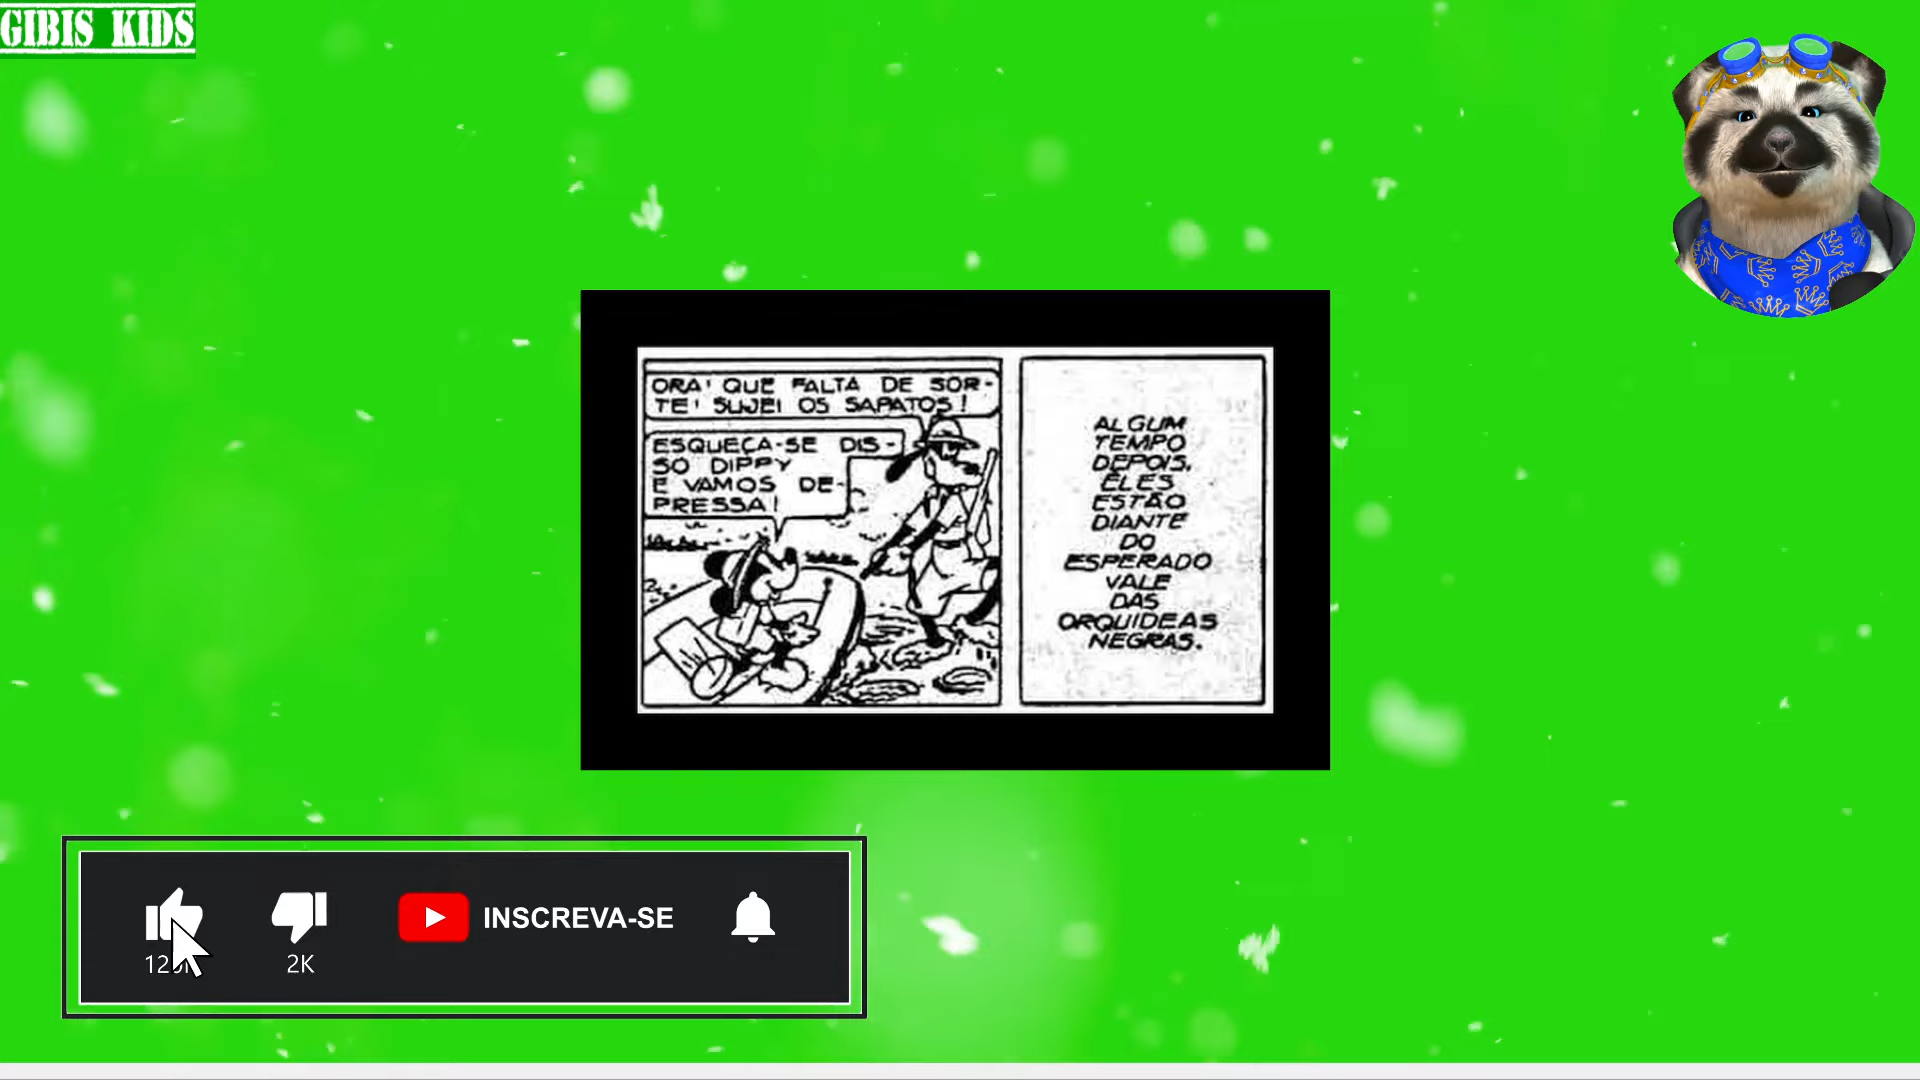 GIBIS KIDS
ORA! QUE FALTA DE SOR-
TE! SUJEI OS SAPATOS!
ESQUEÇA-SE DIS-
SO DIPPY
E VAMOS DE-
PRESSA!
ALGUM
TEMPO
DEPOIS,
ÊLES
ESTÃO
DIANTE
DO
ESPERADO
VALE
DAS
ORQUIDEAS
NEGRAS.
INSCREVA-SE
2K